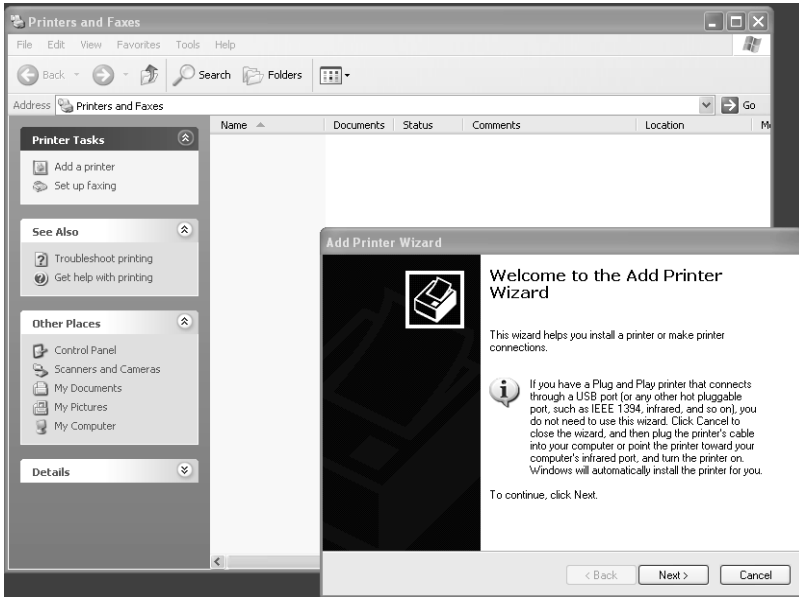 Printers and Faxes
File Edit View Favorites Tools Help
Back Search Folders
Address Printers and Faxes Go
Name Documents Status Comments Location
Printer Tasks
Add a printer
Set up faxing
See Also
Troubleshoot printing
Get help with printing
Other Places
Control Panel
Scanners and Cameras
My Documents
My Pictures
My Computer
Details
Add Printer Wizard
Welcome to the Add Printer
Wizard
This wizard helps you install a printer or make printer
connections.
If you have a Plug and Play printer that connects
through a USB port (or any other hot pluggable
port, such as IEEE 1394, infrared, and so on), you
do not need to use this wizard. Click Cancel to
close the wizard, and then plug the printer's cable
into your computer or point the printer toward your
computer's infrared port, and turn the printer on.
Windows will automatically install the printer for you.
To continue, click Next.
< Back Next > Cancel